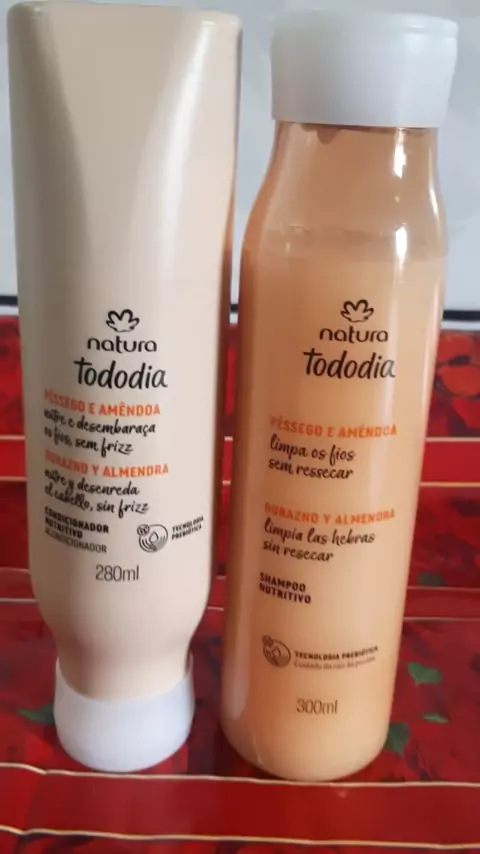 natura
tododia
PÊSSEGO E AMÊNDOA
nutre e desembaraça
os fios, sem frizz
DURAZNO Y ALMENDRA
nutre y desenreda
el cabello, sin frizz
CONDICIONADOR
NUTRITIVO
ACONDICIONADOR
TECNOLOGIA
PREBIÓTICA
280ml
natura
tododia
PÊSSEGO E AMÊNDOA
limpa os fios
sem ressecar
DURAZNO Y ALMENDRA
limpia las hebras
sin resecar
SHAMPOO
NUTRITIVO
TECNOLOGIA PREBIÓTICA
300ml